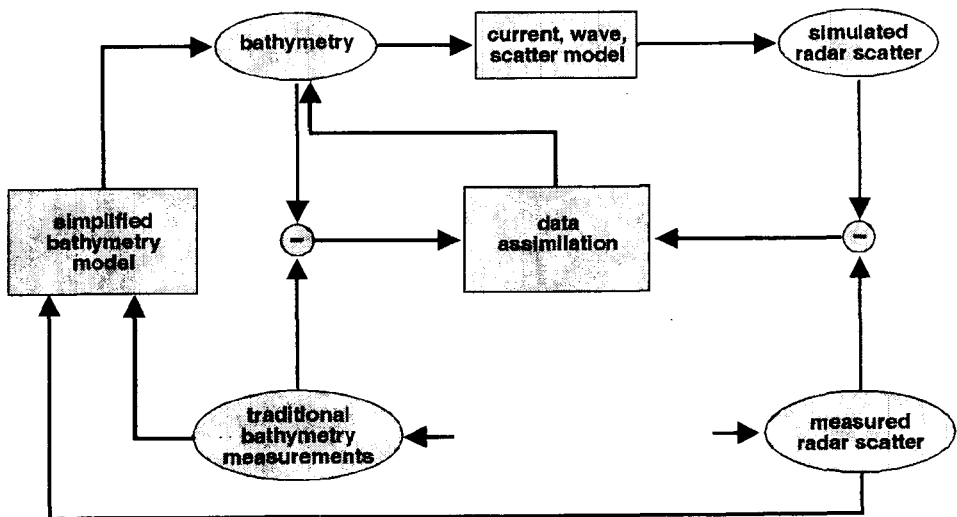 bathymetry
current, wave,
scatter model
simulated
radar scatter
simplified
bathymetry
model
–
data
assimilation
–
traditional
bathymetry
measurements
measured
radar scatter